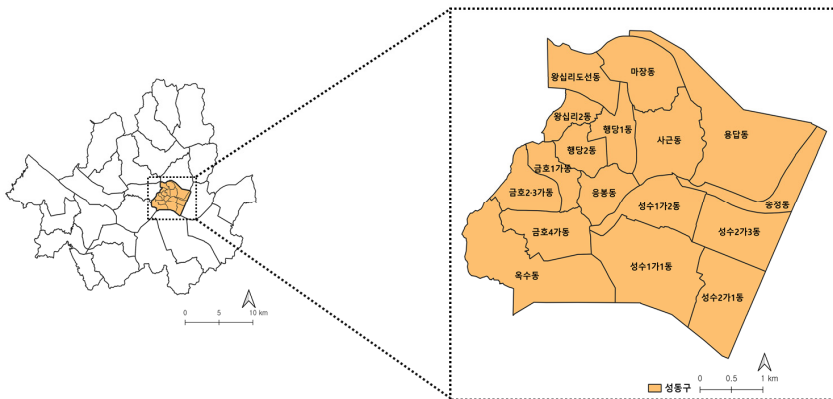 왕십리도선동
마장동
왕십리2동
행당1동
사근동
용답동
행당2동
금호1가동
금호2·3가동
응봉동
성수1가2동
송정동
금호4가동
성수2가3동
옥수동
성수1가1동
성수2가1동
0 5 10 km
성동구
0 0.5 1 km